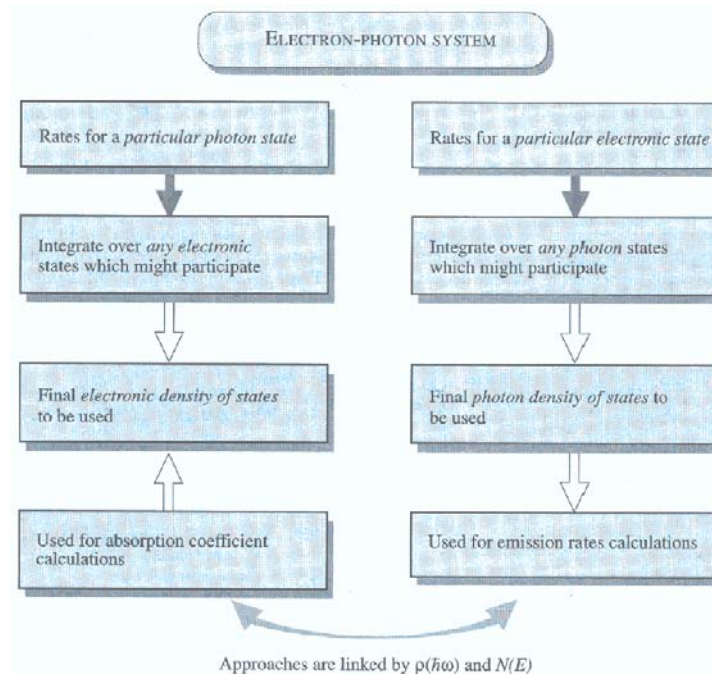 ELECTRON-PHOTON SYSTEM
Rates for a particular photon state
Integrate over any electronic
states which might participate
Final electronic density of states
to be used
Used for absorption coefficient
calculations
Rates for a particular electronic state
Integrate over any photon states
which might participate
Final photon density of states to
be used
Used for emission rates calculations
Approaches are linked by ρ(ħω) and N(E)